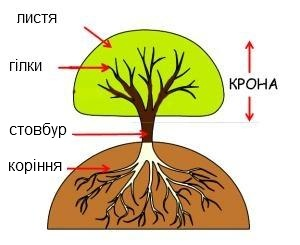 листя
гілки
КРОНА
стовбур
коріння